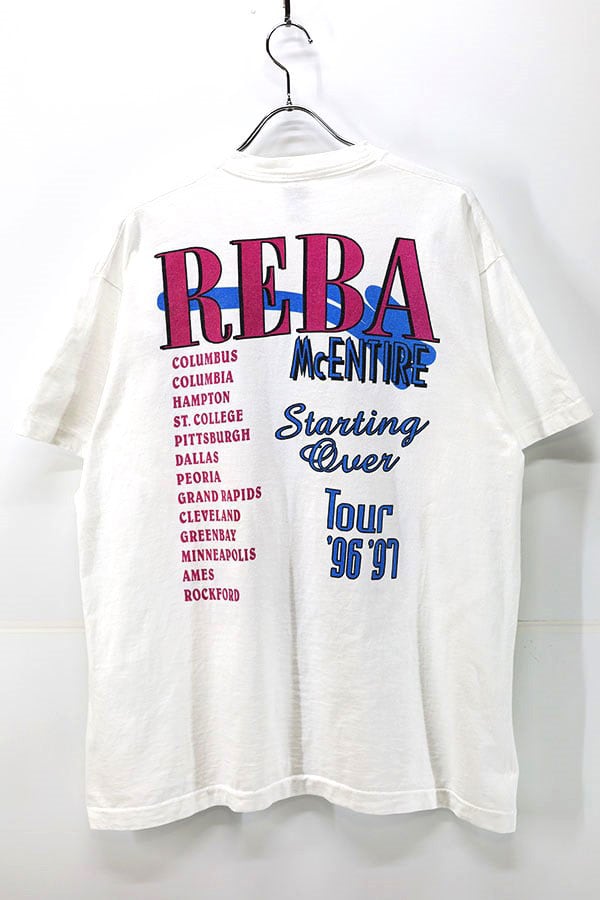 REBA
McENTIRE
COLUMBUS
COLUMBIA
HAMPTON
ST. COLLEGE
PITTSBURGH
DALLAS
PEORIA
GRAND RAPIDS
CLEVELAND
GREENBAY
MINNEAPOLIS
AMES
ROCKFORD
Starting
Over
Tour
'96 '97